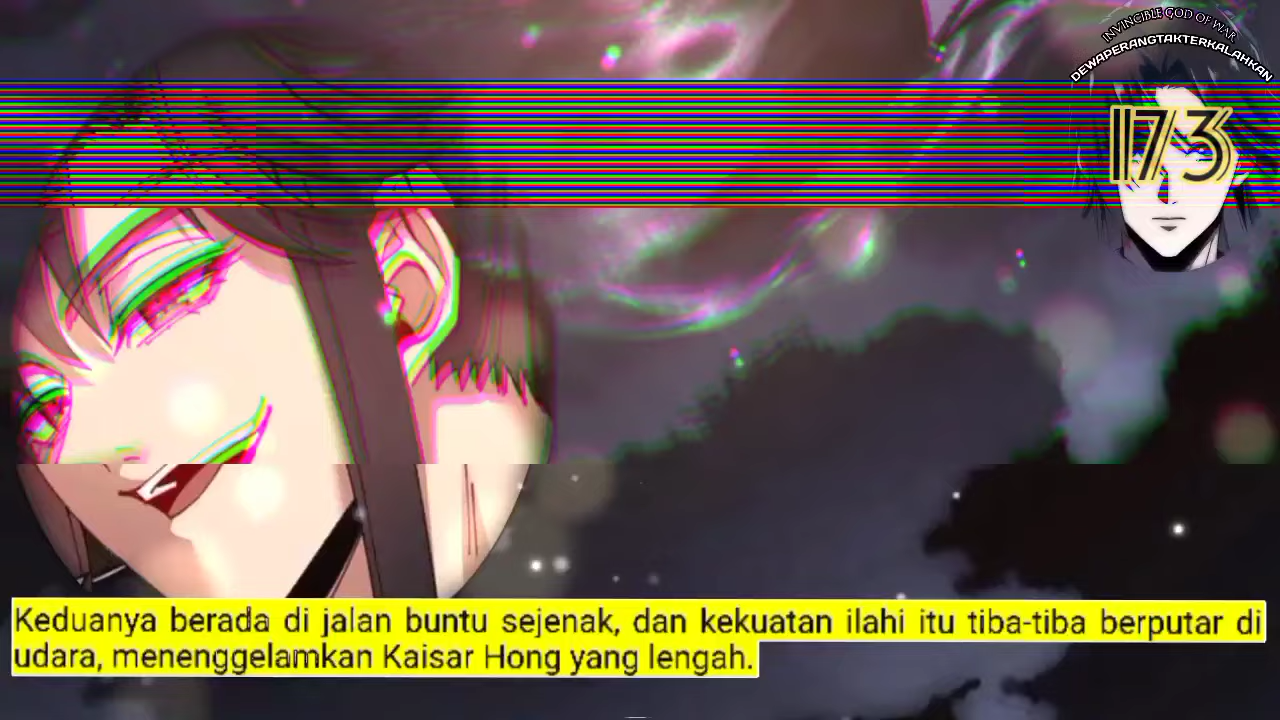 INVINCIBLE GOD OF WAR
DEWAPERANGTAKTERKALAHKAN
173
Keduanya berada di jalan buntu sejenak, dan kekuatan ilahi itu tiba-tiba berputar di
udara, menenggelamkan Kaisar Hong yang lengah.